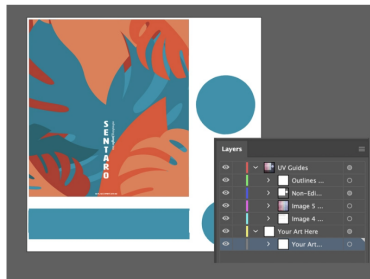 SENTARO
Layers
UV Guides
Outlines ...
Non-Edi...
Image 5 ...
Image 4 ...
Your Art Here
Your Art...